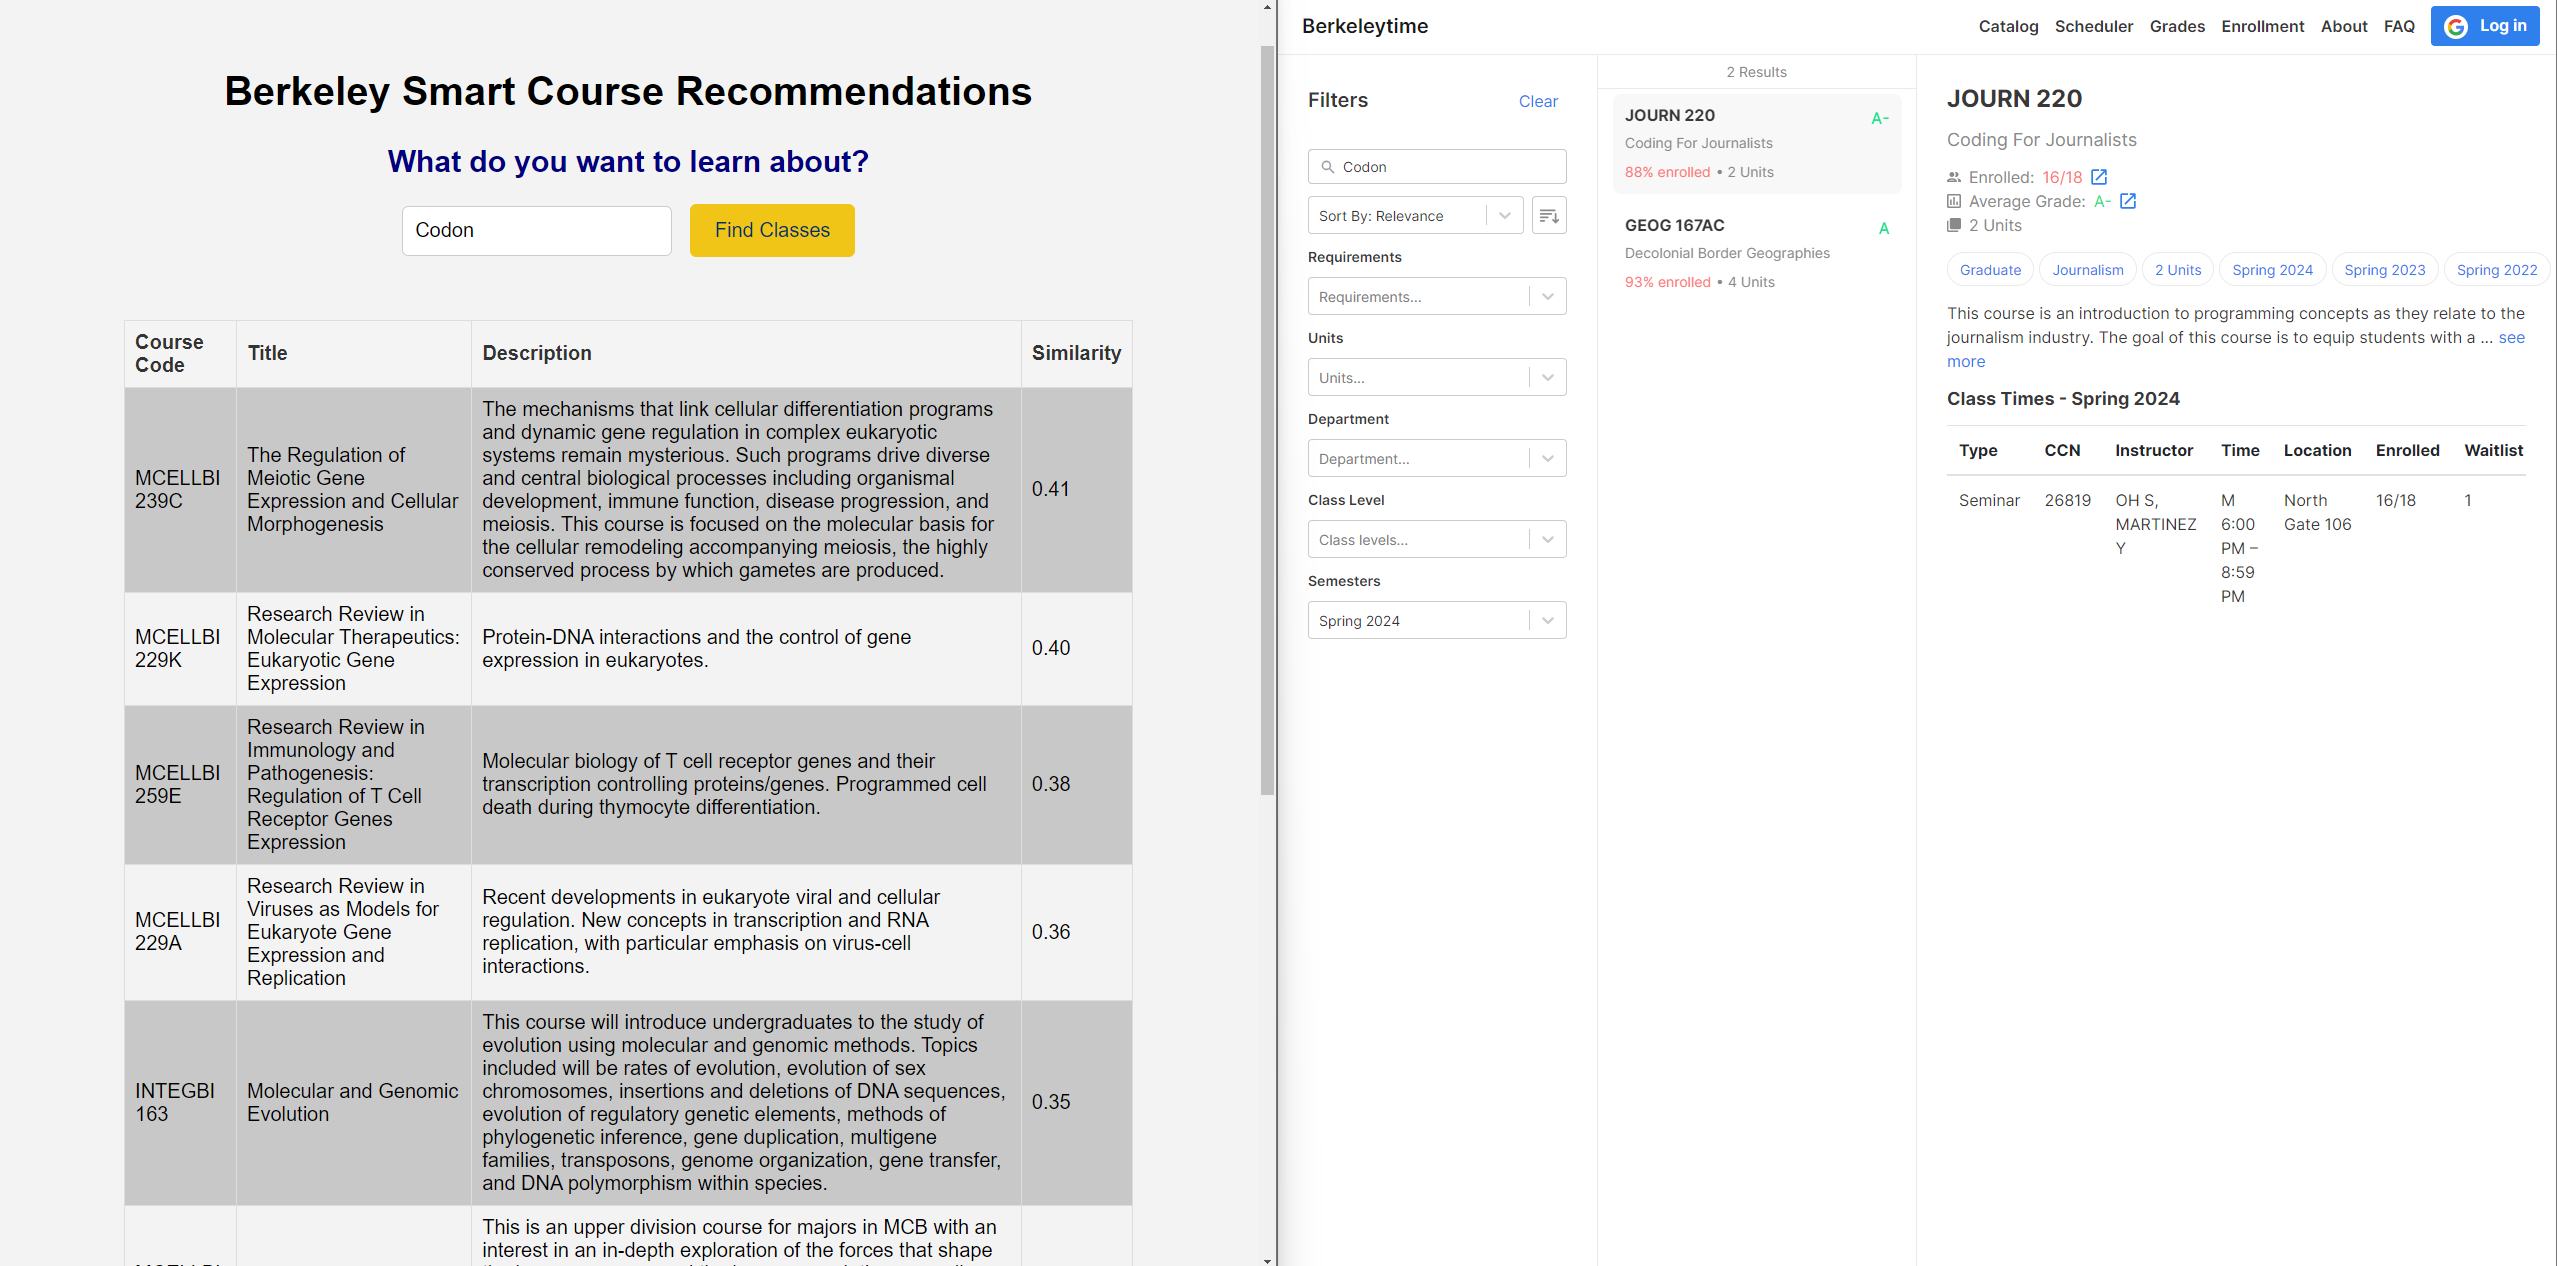 Berkeley Smart Course Recommendations
What do you want to learn about?
Codon
Find Classes
Course Code
Title
Description
Similarity
MCELLBI
239C
The Regulation of
Meiotic Gene
Expression and Cellular
Morphogenesis
The mechanisms that link cellular differentiation programs
and dynamic gene regulation in complex eukaryotic
systems remain mysterious. Such programs drive diverse
and central biological processes including organismal
development, immune function, disease progression, and
meiosis. This course is focused on the molecular basis for
the cellular remodeling accompanying meiosis, the highly
conserved process by which gametes are produced.
0.41
MCELLBI
229K
Research Review in
Molecular Therapeutics:
Eukaryotic Gene
Expression
Protein-DNA interactions and the control of gene
expression in eukaryotes.
0.40
MCELLBI
259E
Research Review in
Immunology and
Pathogenesis:
Regulation of T Cell
Receptor Genes
Expression
Molecular biology of T cell receptor genes and their
transcription controlling proteins/genes. Programmed cell
death during thymocyte differentiation.
0.38
MCELLBI
229A
Research Review in
Viruses as Models for
Eukaryote Gene
Expression and
Replication
Recent developments in eukaryote viral and cellular
regulation. New concepts in transcription and RNA
replication, with particular emphasis on virus-cell
interactions.
0.36
INTEGBI
163
Molecular and Genomic
Evolution
This course will introduce undergraduates to the study of
evolution using molecular and genomic methods. Topics
included will be rates of evolution, evolution of sex
chromosomes, insertions and deletions of DNA sequences,
evolution of regulatory genetic elements, methods of
phylogenetic inference, gene duplication, multigene
families, transposons, genome organization, gene transfer,
and DNA polymorphism within species.
0.35
This is an upper division course for majors in MCB with an
interest in an in-depth exploration of the forces that shape
Berkeleytime
Catalog Scheduler Grades Enrollment About FAQ Log in
Filters
Clear
Codon
Sort By: Relevance
Requirements
Requirements...
Units
Units...
Department
Department...
Class Level
Class levels...
Semesters
Spring 2024
2 Results
JOURN 220
A-
Coding For Journalists
88% enrolled • 2 Units
GEOG 167AC
A
Decolonial Border Geographies
93% enrolled • 4 Units
JOURN 220
Coding For Journalists
Enrolled: 16/18
Average Grade: A-
2 Units
Graduate Journalism 2 Units Spring 2024 Spring 2023 Spring 2022
This course is an introduction to programming concepts as they relate to the
journalism industry. The goal of this course is to equip students with a ... see
more
Class Times - Spring 2024
Type CCN Instructor Time Location Enrolled Waitlist
Seminar
26819
OH S,
MARTINEZ
Y
M
6:00
PM –
8:59
PM
North
Gate 106
16/18
1